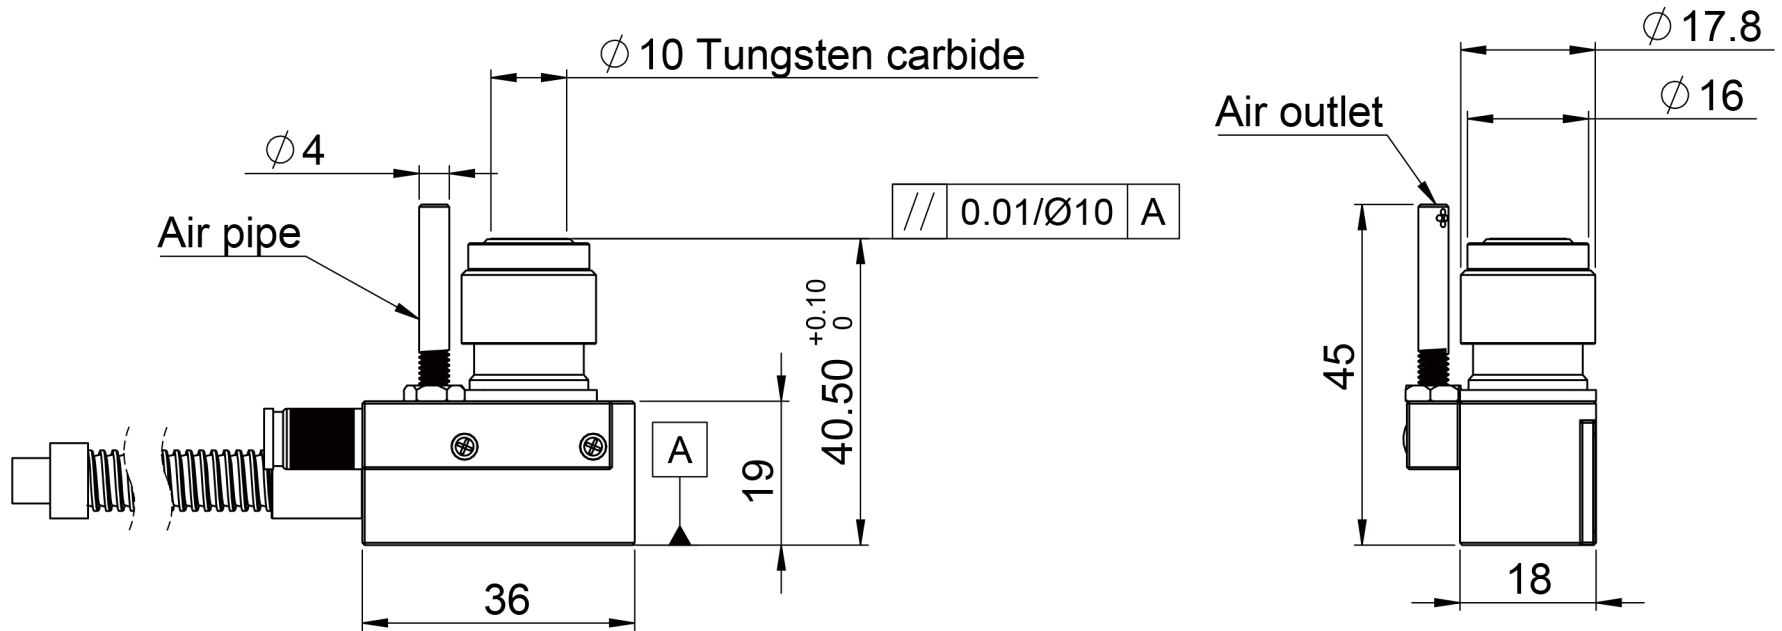 ⌀ 10 Tungsten carbide
⌀ 17.8
⌀ 16
Air outlet
⌀ 4
// 0.01/Ø10 A
Air pipe
40.50 +0.10 0
45
A
19
36
18